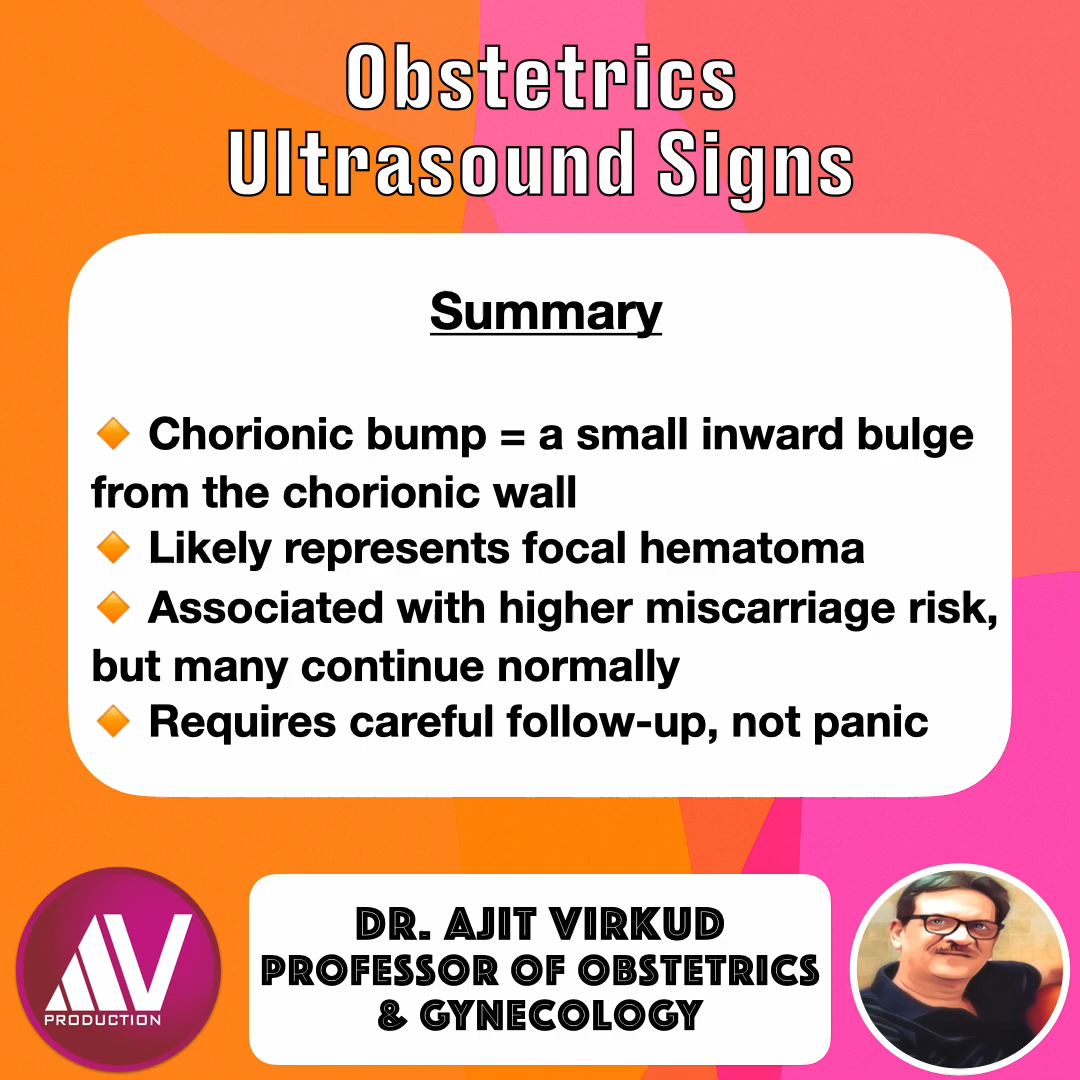 Obstetrics
Ultrasound Signs
Summary
🔸 Chorionic bump = a small inward bulge
from the chorionic wall
🔸 Likely represents focal hematoma
🔸 Associated with higher miscarriage risk,
but many continue normally
🔸 Requires careful follow-up, not panic
AV
PRODUCTION
DR. AJIT VIRKUD
PROFESSOR OF OBSTETRICS
& GYNECOLOGY